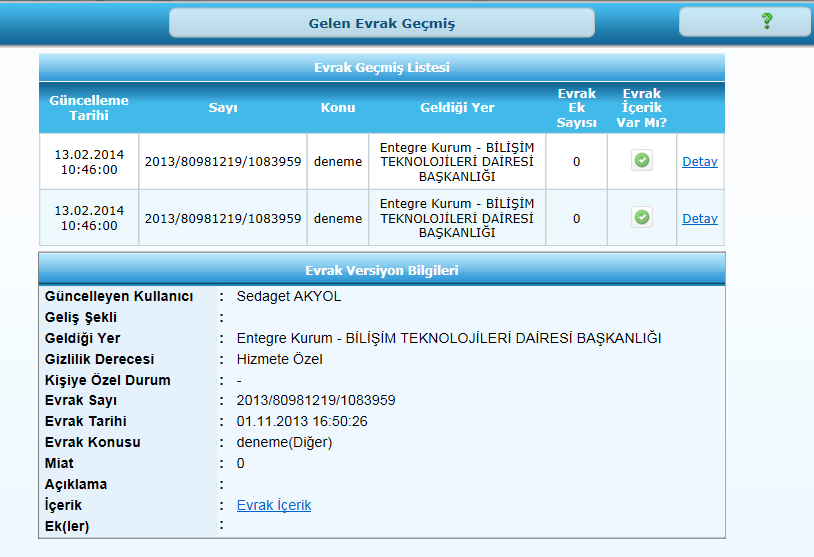 Gelen Evrak Geçmiş
?
Evrak Geçmiş Listesi
Güncelleme
Tarihi
Sayı
Konu
Geldiği Yer
Evrak
Ek
Sayısı
Evrak
İçerik
Var Mı?
13.02.2014
10:46:00
2013/80981219/1083959
deneme
Entegre Kurum - BİLİŞİM
TEKNOLOJİLERİ DAİRESİ
BAŞKANLIĞI
0
Detay
13.02.2014
10:46:00
2013/80981219/1083959
deneme
Entegre Kurum - BİLİŞİM
TEKNOLOJİLERİ DAİRESİ
BAŞKANLIĞI
0
Detay
Evrak Versiyon Bilgileri
Güncelleyen Kullanıcı : Sedaget AKYOL
Geliş Şekli :
Geldiği Yer : Entegre Kurum - BİLİŞİM TEKNOLOJİLERİ DAİRESİ BAŞKANLIĞI
Gizlilik Derecesi : Hizmete Özel
Kişiye Özel Durum : -
Evrak Sayı : 2013/80981219/1083959
Evrak Tarihi : 01.11.2013 16:50:26
Evrak Konusu : deneme(Diğer)
Miat : 0
Açıklama :
İçerik : Evrak İçerik
Ek(ler) :